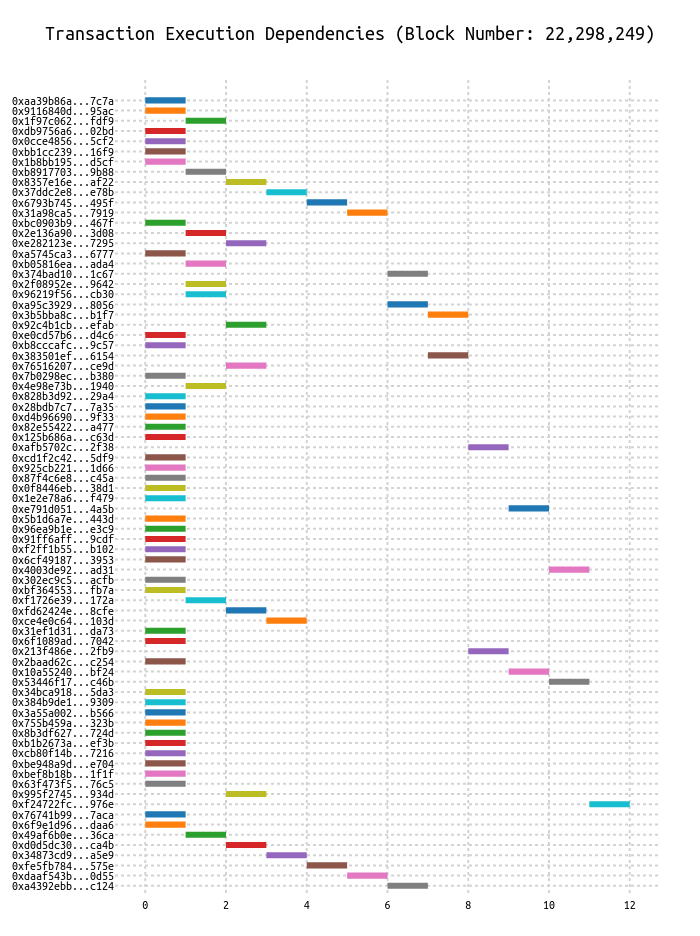 Transaction Execution Dependencies (Block Number: 22,298,249)
0xaa39b86a...7c7a
0x9116840d...95ac
0x1f97c062...fdf9
0xdb9756a6...02bd
0x0cce4856...5cf2
0xbb1cc239...16f9
0x1b8bb195...d5cf
0xb8917703...9b88
0x8357e16e...af22
0x37ddc2e8...e78b
0x6793b745...495f
0x31a98ca5...7919
0xbc0903b9...467f
0x2e136a90...3d08
0xe282123e...7295
0xa5745ca3...6777
0xb05816ea...ada4
0x374bad10...1c67
0x2f08952e...9642
0x96219f56...cb30
0xa95c3929...8056
0x3b5bba8c...b1f7
0x92c4b1cb...efab
0xe0cd57b6...d4c6
0xb8cccafc...9c57
0x383501ef...6154
0x76516207...ce9d
0x7b0298ec...b380
0x4e98e73b...1940
0x828b3d92...29a4
0x28bdb7c7...7a35
0xd4b96690...9f33
0x82e55422...a477
0x125b686a...c63d
0xafb5702c...2f38
0xcd1f2c42...5df9
0x925cb221...1d66
0x87f4c6e8...c45a
0x0f8446eb...38d1
0x1e2e78a6...f479
0xe791d051...4a5b
0x5b1d6a7e...443d
0x96ea9b1e...e3c9
0x91ff6aff...9cdf
0xf2ff1b55...b102
0x6cf49187...3953
0x4003de92...ad31
0x302ec9c5...acfb
0xbf364553...fb7a
0xf1726e39...172a
0xfd62424e...8cfe
0xce4e0c64...103d
0x31ef1d31...da73
0x6f1089ad...7042
0x213f486e...2fb9
0x2baad62c...c254
0x10a55240...bf24
0x53446f17...c46b
0x34bca918...5da3
0x384b9de1...9309
0x3a55a002...b566
0x755b459a...323b
0x8b3df627...724d
0xb1b2673a...ef3b
0xcb80f14b...7216
0xbe948a9d...e704
0xbef8b18b...1f1f
0x63f473f5...76c5
0x995f2745...934d
0xf24722fc...976e
0x76741b99...7aca
0x6f9e1d96...daa6
0x49af6b0e...36ca
0xd0d5dc30...ca4b
0x34873cd9...a5e9
0xfe5fb784...575e
0xdaaf543b...0d55
0xa4392ebb...c124
0 2 4 6 8 10 12